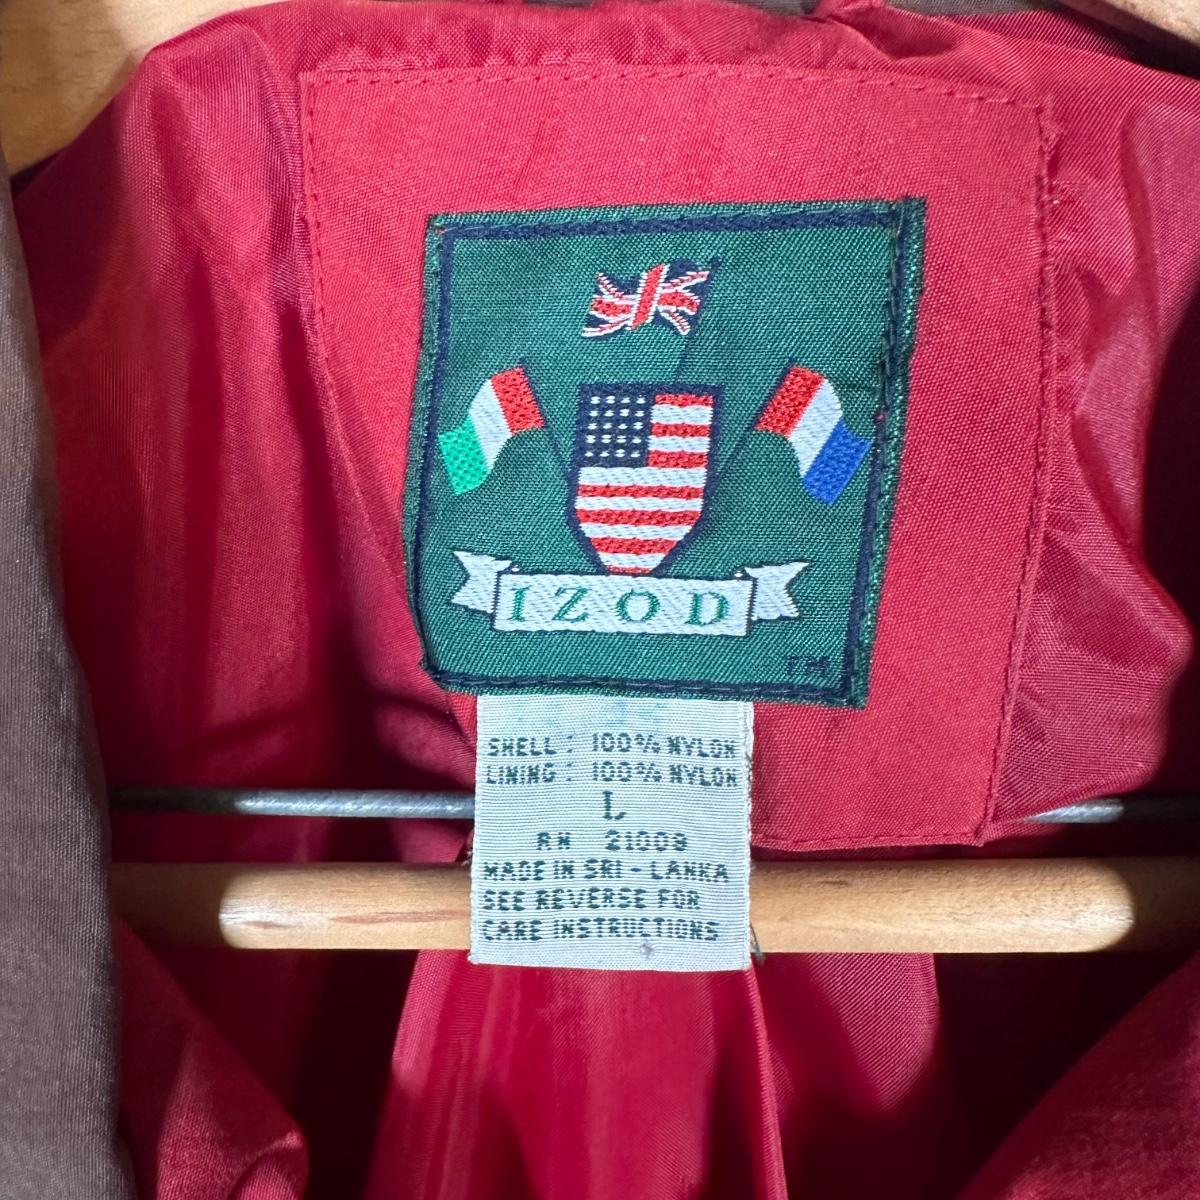 IZOD
TM
SHELL: 100% NYLON
LINING: 100% NYLON
L
RN 21009
MADE IN SRI-LANKA
SEE REVERSE FOR
CARE INSTRUCTIONS